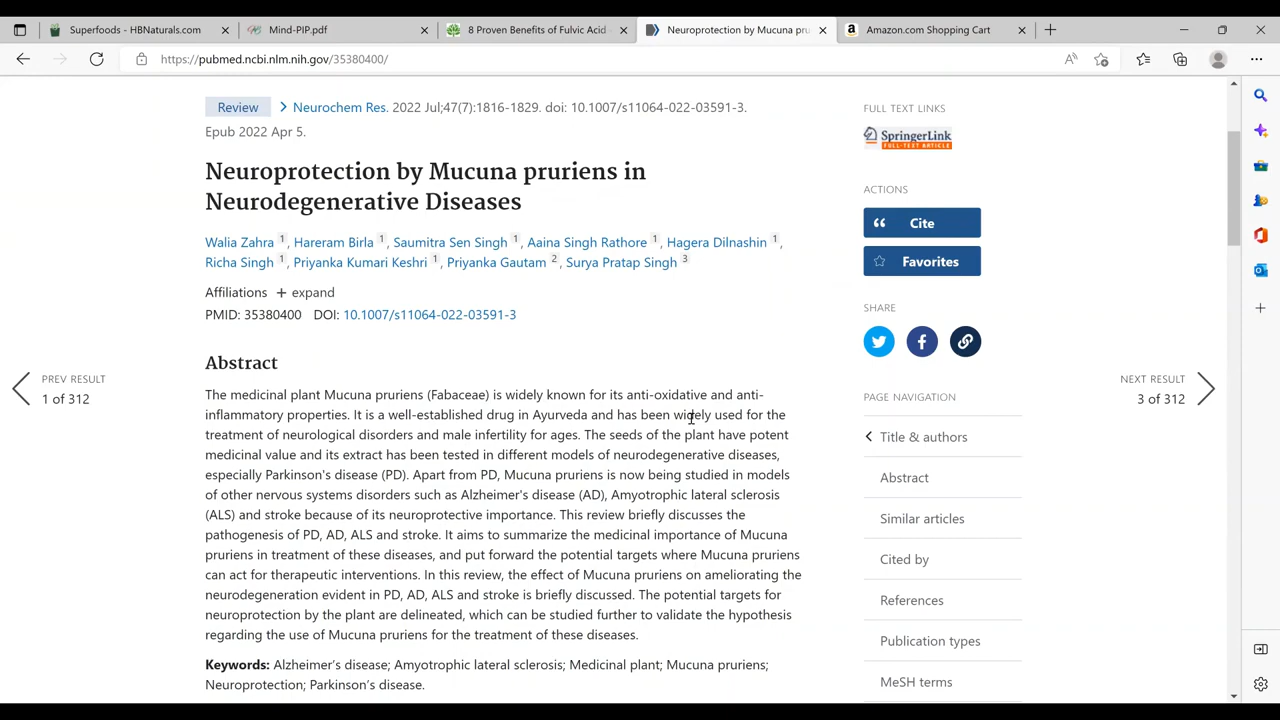 Superfoods - HBNaturals.com
Mind-PIP.pdf
8 Proven Benefits of Fulvic Acid -
Neuroprotection by Mucuna pru
Amazon.com Shopping Cart
https://pubmed.ncbi.nlm.nih.gov/35380400/
Review > Neurochem Res. 2022 Jul;47(7):1816-1829. doi: 10.1007/s11064-022-03591-3.
Epub 2022 Apr 5.
Neuroprotection by Mucuna pruriens in
Neurodegenerative Diseases
Walia Zahra 1, Hareram Birla 1, Saumitra Sen Singh 1, Aaina Singh Rathore 1, Hagera Dilnashin 1,
Richa Singh 1, Priyanka Kumari Keshri 1, Priyanka Gautam 2, Surya Pratap Singh 3
Affiliations + expand
PMID: 35380400 DOI: 10.1007/s11064-022-03591-3
Abstract
The medicinal plant Mucuna pruriens (Fabaceae) is widely known for its anti-oxidative and anti-
inflammatory properties. It is a well-established drug in Ayurveda and has been widely used for the
treatment of neurological disorders and male infertility for ages. The seeds of the plant have potent
medicinal value and its extract has been tested in different models of neurodegenerative diseases,
especially Parkinson's disease (PD). Apart from PD, Mucuna pruriens is now being studied in models
of other nervous systems disorders such as Alzheimer's disease (AD), Amyotrophic lateral sclerosis
(ALS) and stroke because of its neuroprotective importance. This review briefly discusses the
pathogenesis of PD, AD, ALS and stroke. It aims to summarize the medicinal importance of Mucuna
pruriens in treatment of these diseases, and put forward the potential targets where Mucuna pruriens
can act for therapeutic interventions. In this review, the effect of Mucuna pruriens on ameliorating the
neurodegeneration evident in PD, AD, ALS and stroke is briefly discussed. The potential targets for
neuroprotection by the plant are delineated, which can be studied further to validate the hypothesis
regarding the use of Mucuna pruriens for the treatment of these diseases.
Keywords: Alzheimer's disease; Amyotrophic lateral sclerosis; Medicinal plant; Mucuna pruriens;
Neuroprotection; Parkinson's disease.
PREV RESULT
1 of 312
NEXT RESULT
3 of 312
FULL TEXT LINKS
SpringerLink
FULL-TEXT ARTICLE
ACTIONS
Cite
Favorites
SHARE
PAGE NAVIGATION
Title & authors
Abstract
Similar articles
Cited by
References
Publication types
MeSH terms